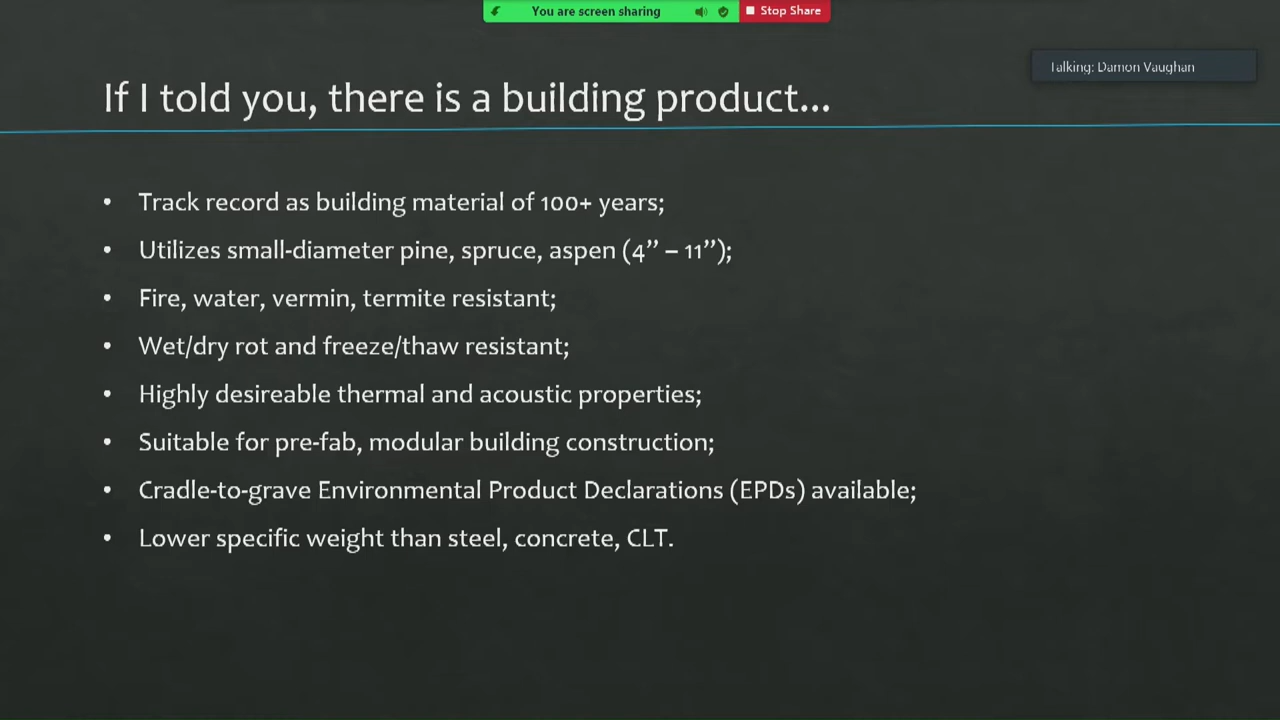 You are screen sharing
Stop Share
Talking: Damon Vaughan
If I told you, there is a building product...
• Track record as building material of 100+ years;
• Utilizes small-diameter pine, spruce, aspen (4” – 11”);
• Fire, water, vermin, termite resistant;
• Wet/dry rot and freeze/thaw resistant;
• Highly desireable thermal and acoustic properties;
• Suitable for pre-fab, modular building construction;
• Cradle-to-grave Environmental Product Declarations (EPDs) available;
• Lower specific weight than steel, concrete, CLT.